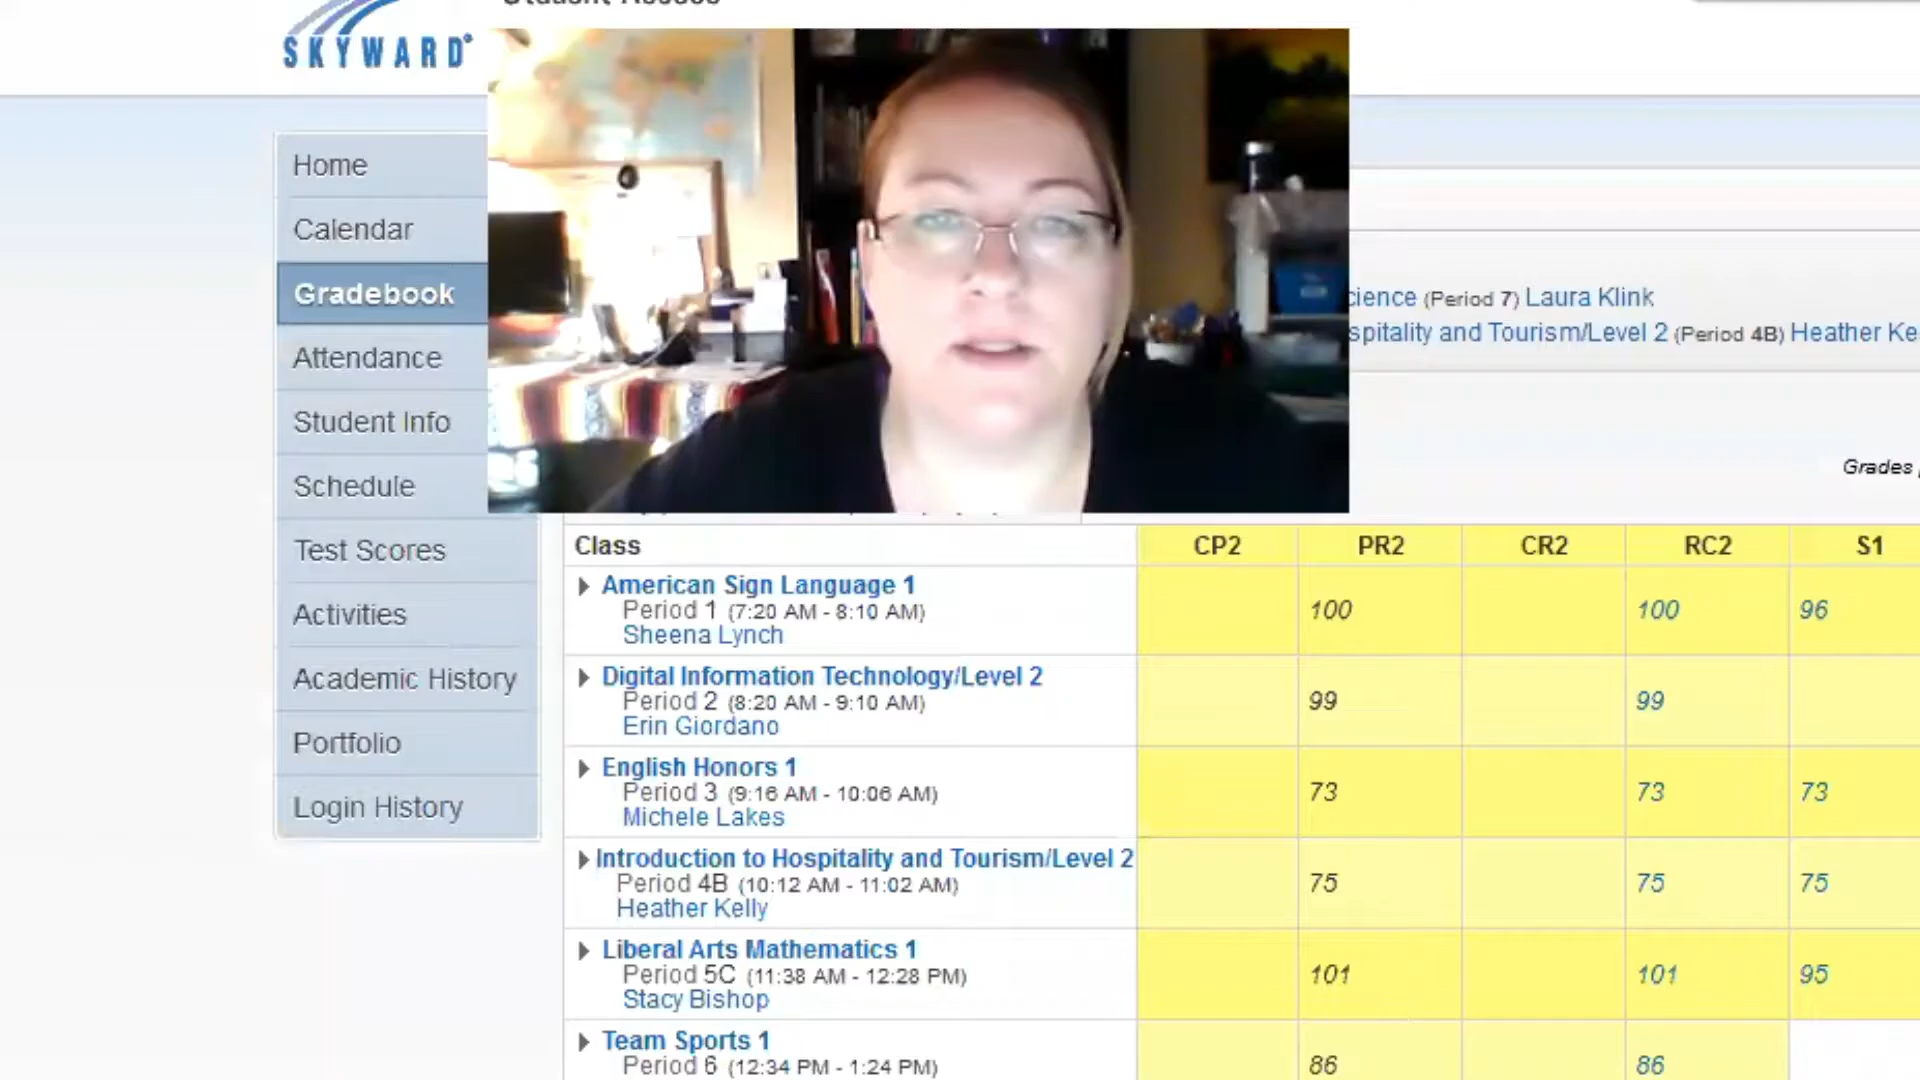 Student Access
SKYWARD®
Home
Calendar
Gradebook
Attendance
Student Info
Schedule
Test Scores
Activities
Academic History
Portfolio
Login History
cience (Period 7) Laura Klink
spitality and Tourism/Level 2 (Period 4B) Heather Ke
Grades
Class CP2 PR2 CR2 RC2 S1
American Sign Language 1
Period 1 (7:20 AM - 8:10 AM) 100 100 96
Sheena Lynch
Digital Information Technology/Level 2
Period 2 (8:20 AM - 9:10 AM) 99 99
Erin Giordano
English Honors 1
Period 3 (9:16 AM - 10:06 AM) 73 73 73
Michele Lakes
Introduction to Hospitality and Tourism/Level 2
Period 4B (10:12 AM - 11:02 AM) 75 75 75
Heather Kelly
Liberal Arts Mathematics 1
Period 5C (11:38 AM - 12:28 PM) 101 101 95
Stacy Bishop
Team Sports 1
Period 6 (12:34 PM - 1:24 PM) 86 86